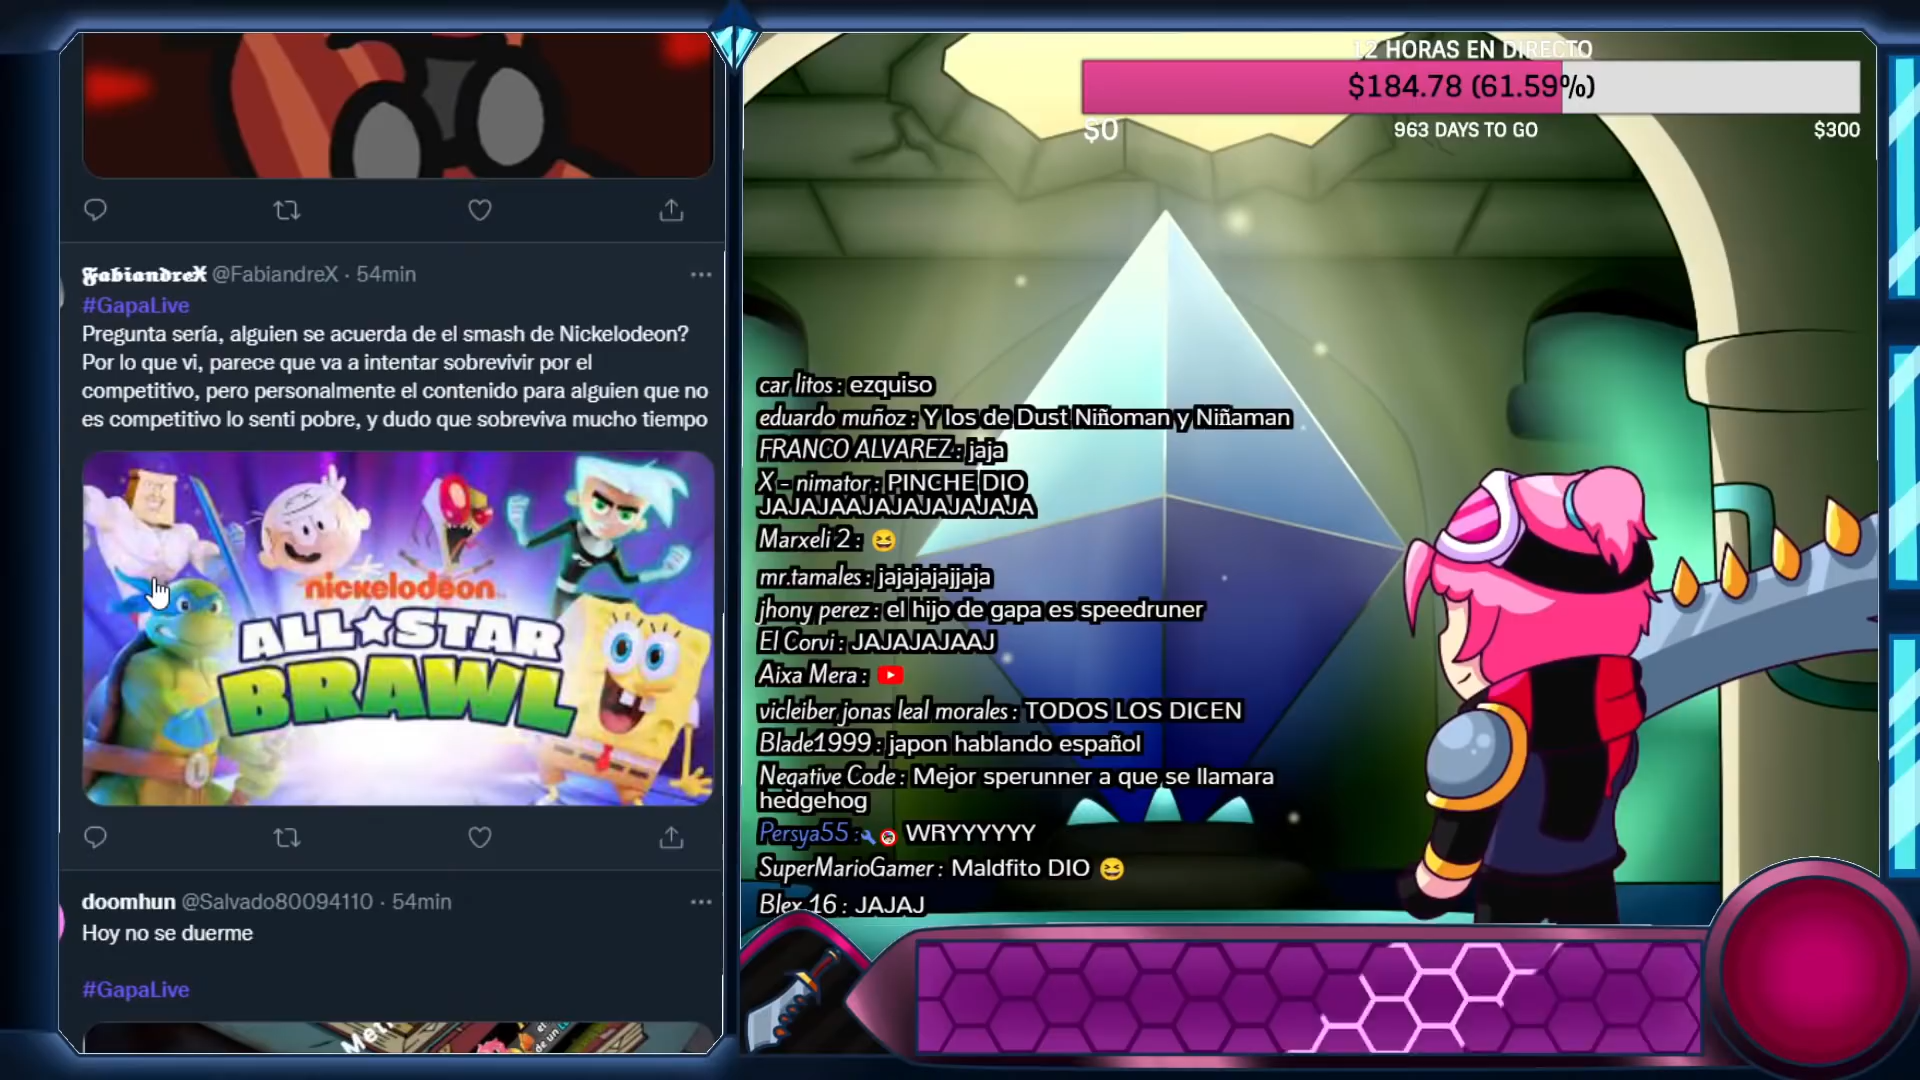 FabiandreX @FabiandreX · 54min
#GapaLive
Pregunta sería, alguien se acuerda de el smash de Nickelodeon?
Por lo que vi, parece que va a intentar sobrevivir por el
competitivo, pero personalmente el contenido para alguien que no
es competitivo lo senti pobre, y dudo que sobreviva mucho tiempo
nickelodeon
ALL★STAR
BRAWL
doomhun @Salvado80094110 · 54min
Hoy no se duerme
#GapaLive
12 HORAS EN DIRECTO
$184.78 (61.59%)
$0
963 DAYS TO GO
$300
car litos : ezquiso
eduardo muñoz : Y los de Dust Niñoman y Niñaman
FRANCO ALVAREZ : jaja
X - nimator : PINCHE DIO
JAJAJAAJAJAJAJAJAJA
Marxeli 2 : 😆
mr.tamales : jajajajajjaja
jhony perez : el hijo de gapa es speedruner
El Corvi : JAJAJAJAAJ
Aixa Mera :
vicleiber jonas leal morales : TODOS LOS DICEN
Blade1999 : japon hablando español
Negative Code : Mejor sperunner a que se llamara
hedgehog
Persya55 : WRYYYYYY
SuperMarioGamer : Maldfito DIO 😆
Blex 16 : JAJAJ